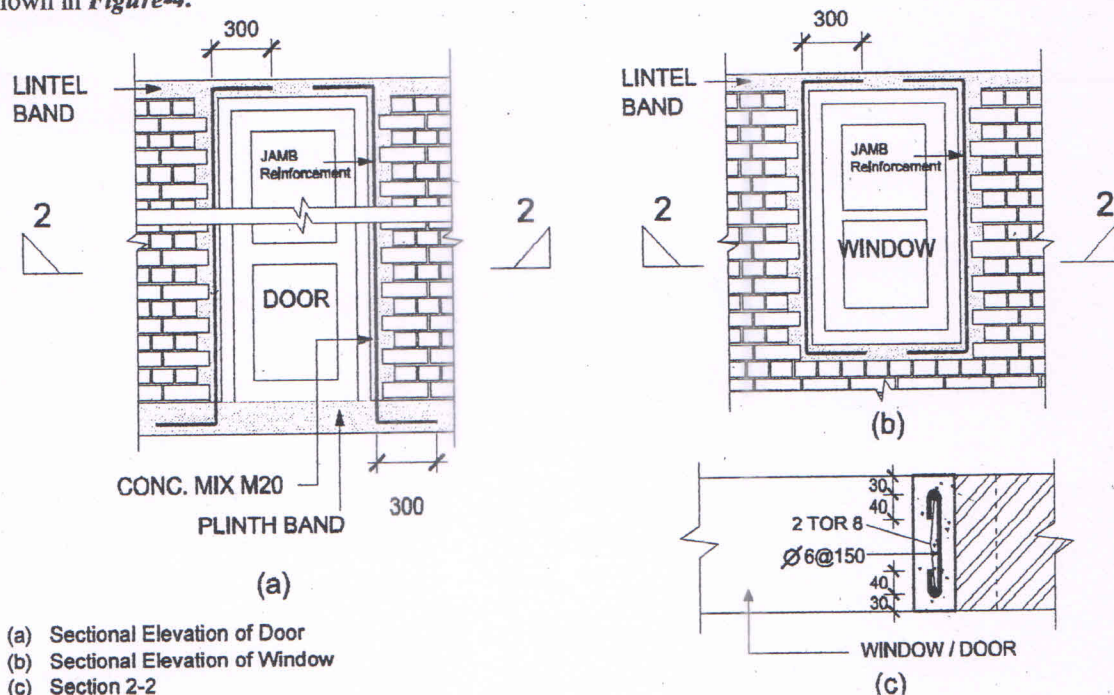 own in Figure-4.
300
LINTEL
BAND
JAMB
Reinforcement
2
2
DOOR
CONC. MIX M20
300
PLINTH BAND
(a)
300
LINTEL
BAND
JAMB
Reinforcement
2
2
WINDOW
(b)
30
40
2 TOR 8
Ø6@150
40
30
WINDOW / DOOR
(c)
(a) Sectional Elevation of Door
(b) Sectional Elevation of Window
(c) Section 2-2